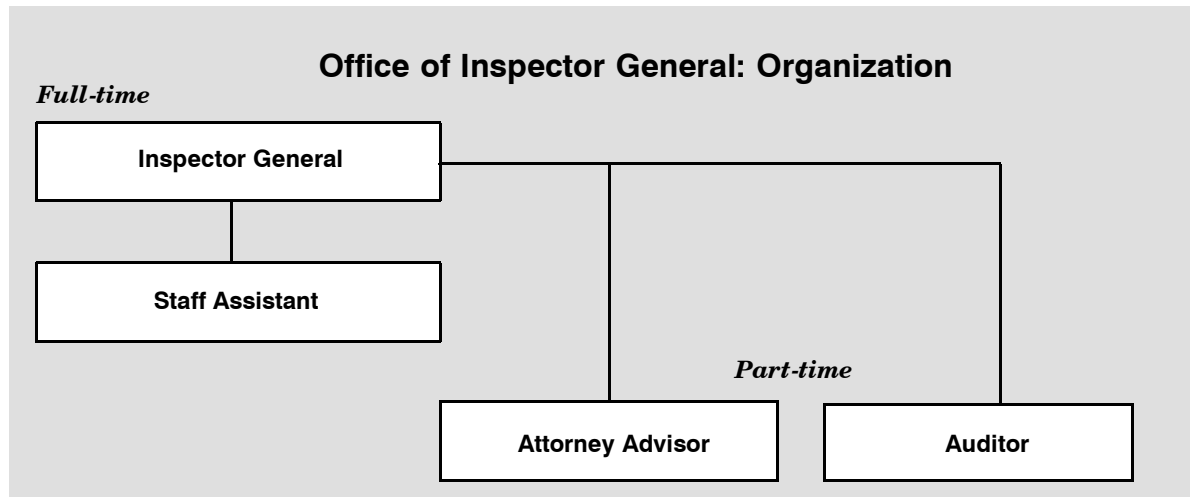 Office of Inspector General: Organization
Full-time
Inspector General
Staff Assistant
Part-time
Attorney Advisor
Auditor